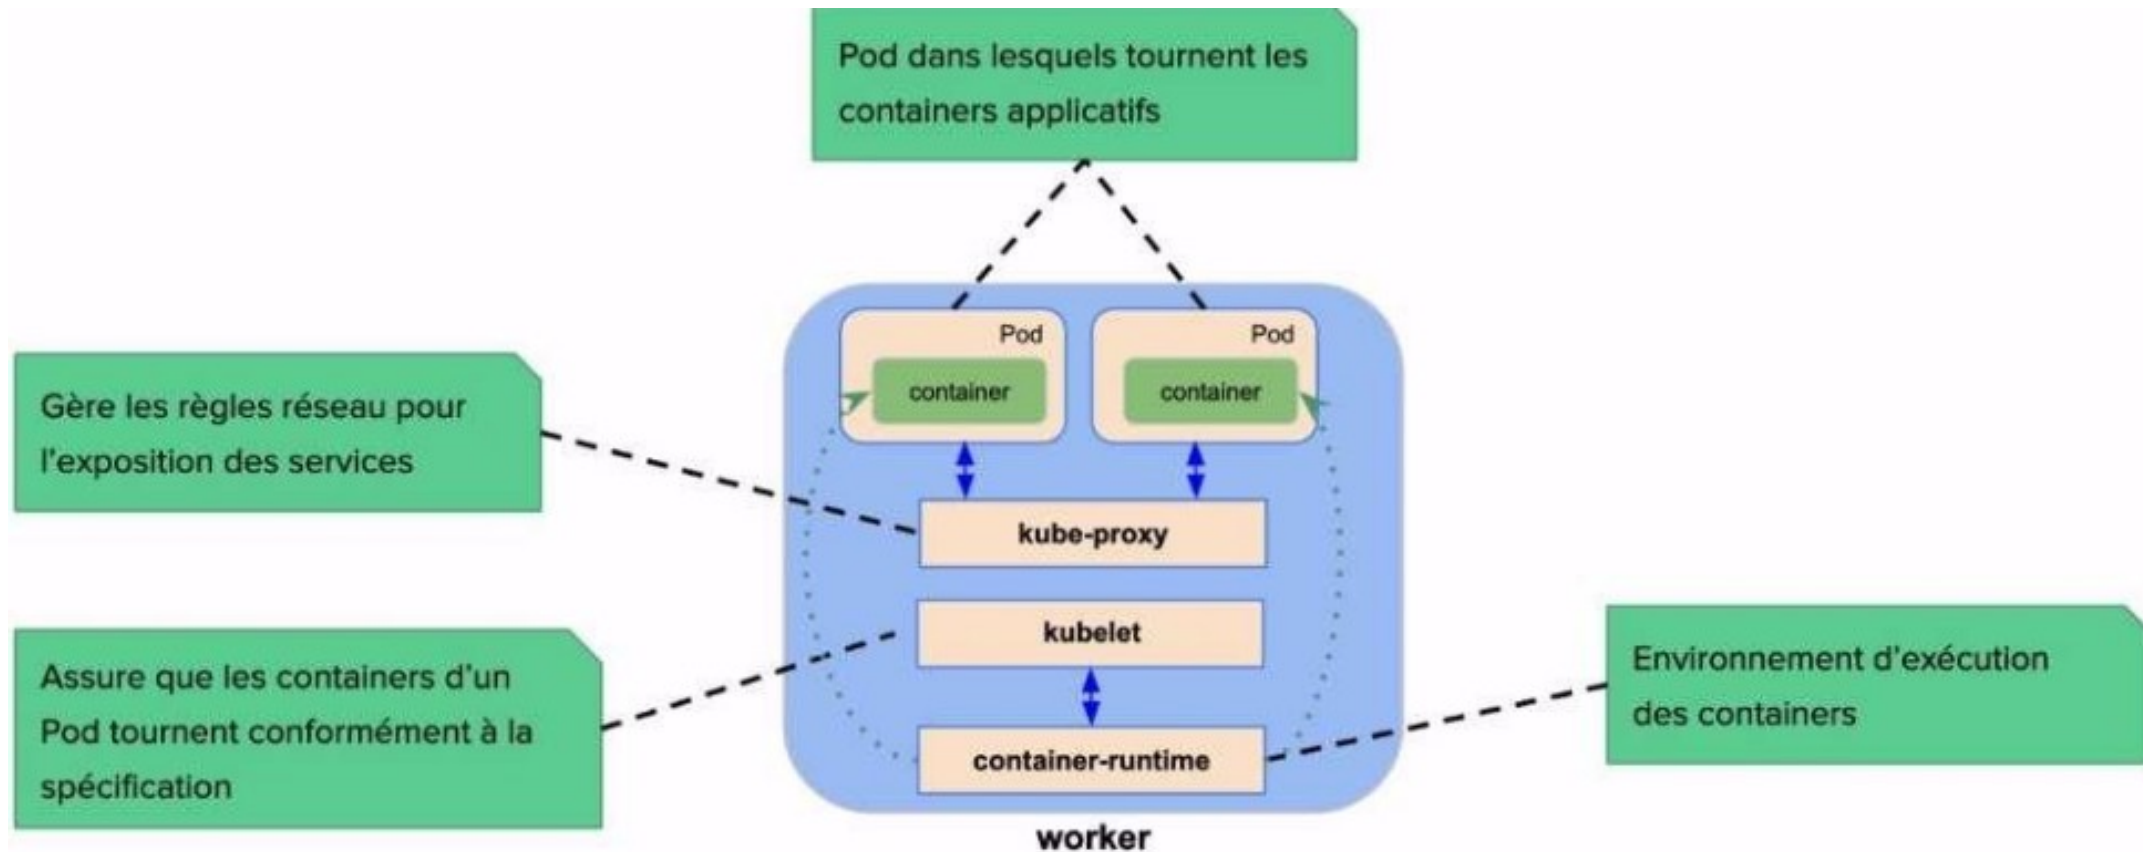 Pod dans lesquels tournent les
containers applicatifs
Pod
Pod
container
container
Gère les règles réseau pour
l'exposition des services
kube-proxy
kubelet
Assure que les containers d'un
Pod tournent conformément à la
spécification
Environnement d'exécution
des containers
container-runtime
worker